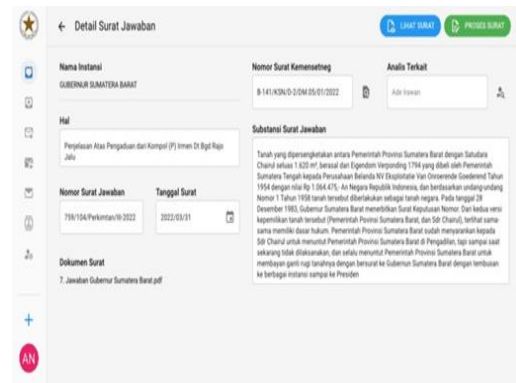 Detail Surat Jawaban
LIHAT SURAT
PROSES SURAT
Nama Instansi
GUBERNUR SUMATERA BARAT
Nomor Surat Kemensetneg
B-141/KSN/D-2/DM.05/01/2022
Analis Terkait
Ade Irawan
Hal
Penjelasan Atas Pengaduan dari Kompol (P) Irmen Dt Bgd Rajo
Jalu
Nomor Surat Jawaban
759/104/Perkimtan/III-2022
Tanggal Surat
2022/03/31
Dokumen Surat
7. Jawaban Gubernur Sumatera Barat.pdf
Substansi Surat Jawaban
Tanah yang dipersengketakan antara Pemerintah Provinsi Sumatera Barat dengan Saludara
Chairul seluas 1.620 m², berasal dari Eigendom Verponding 1794 yang dibeli oleh Pemerintah
Sumatera Tengah kepada Perusahaan Belanda NV Eksploitatie Van Onroerende Goederend Tahun
1954 dengan nilai Rp 1.064.475,- An Negara Republik Indonesia, dan berdasarkan undang-undang
Nomor 1 Tahun 1958 tanah tersebut diberlakukan sebagai tanah negara. Pada tanggal 28
Desember 1983, Gubernur Sumatera Barat menerbitkan Surat Keputusan Nomor. Dari kedua versi
kepemilikan tanah tersebut (Pemerintah Povinsi Sumatera Barat dan Sdr Chairul), terlihat sama-
sama memiliki dasar hukum. Pemerintah Provinsi Sumatera Barat sudah menyarankan kepada
Sdr Chairul untuk menuntut Pemerintah Provinsi Sumatera Barat di Pengadilan, tapi sampai saat
sekarang tidak dilaksanakan, dan selalu menuntut Pemerintah Provinsi Sumatera Barat untuk
membayan ganti rugi tanahnya dengan bersurat ke Gubernur Sumatera Barat dengan tembusan
ke berbagai instansi sampai ke Presiden
AN